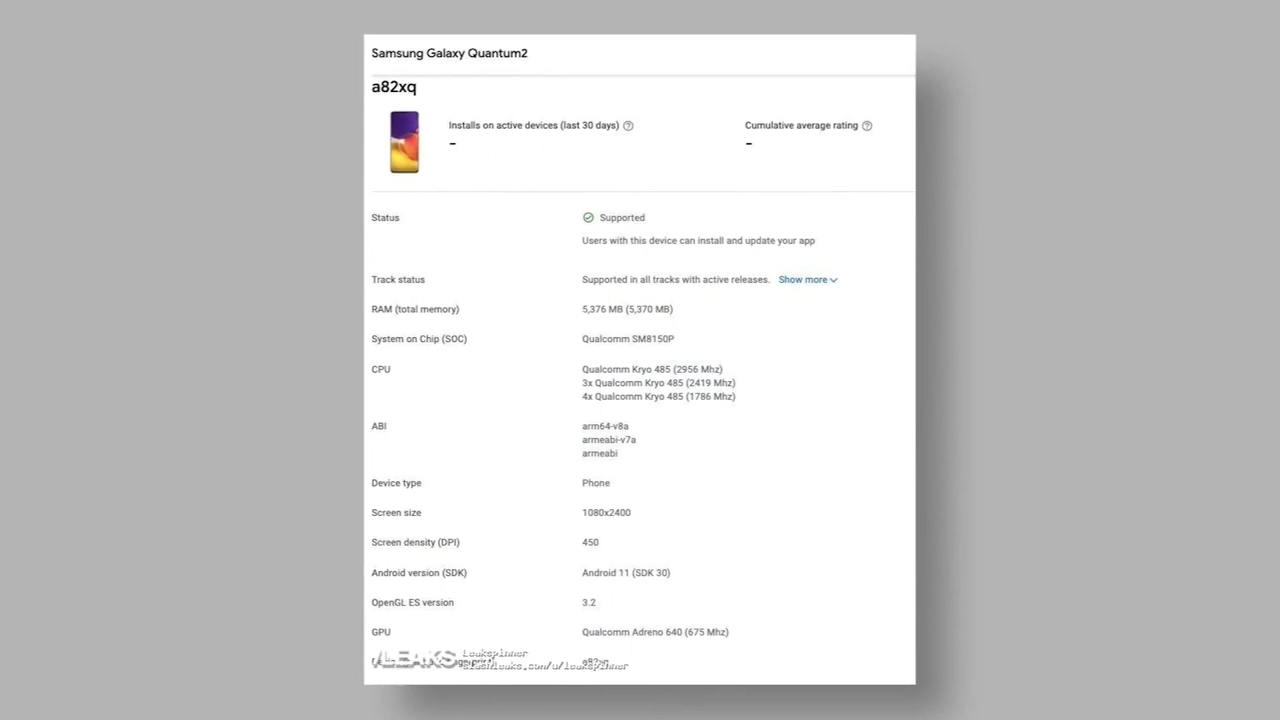 Samsung Galaxy Quantum2
a82xq
Installs on active devices (last 30 days)
Cumulative average rating
-
-
Status
Supported
Users with this device can install and update your app
Track status
Supported in all tracks with active releases. Show more
RAM (total memory)
5,376 MB (5,370 MB)
System on Chip (SOC)
Qualcomm SM8150P
CPU
Qualcomm Kryo 485 (2956 Mhz)
3x Qualcomm Kryo 485 (2419 Mhz)
4x Qualcomm Kryo 485 (1786 Mhz)
ABI
arm64-v8a
armeabi-v7a
armeabi
Device type
Phone
Screen size
1080x2400
Screen density (DPI)
450
Android version (SDK)
Android 11 (SDK 30)
OpenGL ES version
3.2
GPU
Qualcomm Adreno 640 (675 Mhz)
/LEAKS
Leakspinner
slashleaks.com/u/leakspinner